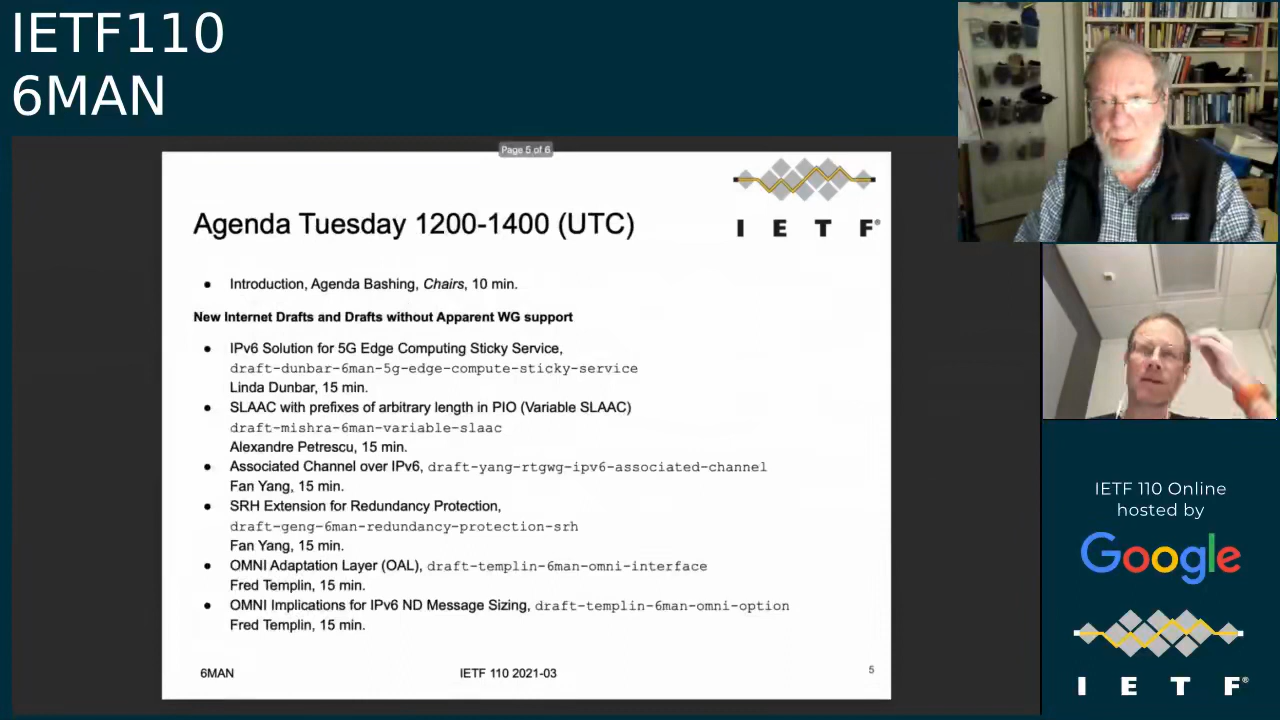 IETF110
6MAN
Page 5 of 6
I E T F®
Agenda Tuesday 1200-1400 (UTC)
● Introduction, Agenda Bashing, Chairs, 10 min.
New Internet Drafts and Drafts without Apparent WG support
● IPv6 Solution for 5G Edge Computing Sticky Service,
draft-dunbar-6man-5g-edge-compute-sticky-service
Linda Dunbar, 15 min.
● SLAAC with prefixes of arbitrary length in PIO (Variable SLAAC)
draft-mishra-6man-variable-slaac
Alexandre Petrescu, 15 min.
● Associated Channel over IPv6, draft-yang-rtgwg-ipv6-associated-channel
Fan Yang, 15 min.
● SRH Extension for Redundancy Protection,
draft-geng-6man-redundancy-protection-srh
Fan Yang, 15 min.
● OMNI Adaptation Layer (OAL), draft-templin-6man-omni-interface
Fred Templin, 15 min.
● OMNI Implications for IPv6 ND Message Sizing, draft-templin-6man-omni-option
Fred Templin, 15 min.
6MAN IETF 110 2021-03 5
IETF 110 Online
hosted by
Google
I E T F®